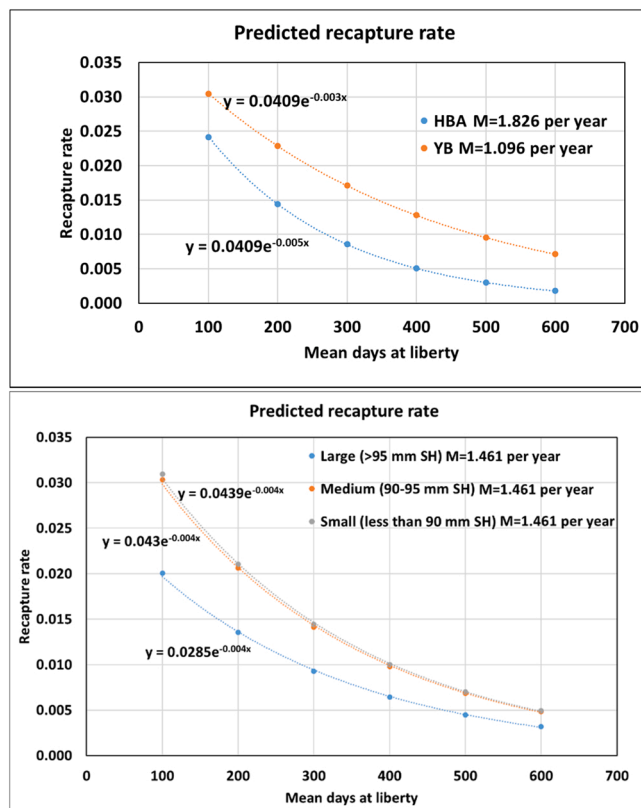 Predicted recapture rate
0.035
0.030
0.025
0.020
0.015
0.010
0.005
0.000
Recapture rate
y = 0.0409e-0.003x
HBA M=1.826 per year
YB M=1.096 per year
y = 0.0409e-0.005x
0 100 200 300 400 500 600 700
Mean days at liberty
Predicted recapture rate
0.035
0.030
0.025
0.020
0.015
0.010
0.005
0.000
Recapture rate
Large (>95 mm SH) M=1.461 per year
Medium (90-95 mm SH) M=1.461 per year
Small (less than 90 mm SH) M=1.461 per year
y = 0.0439e-0.004x
y = 0.043e-0.004x
y = 0.0285e-0.004x
0 100 200 300 400 500 600 700
Mean days at liberty